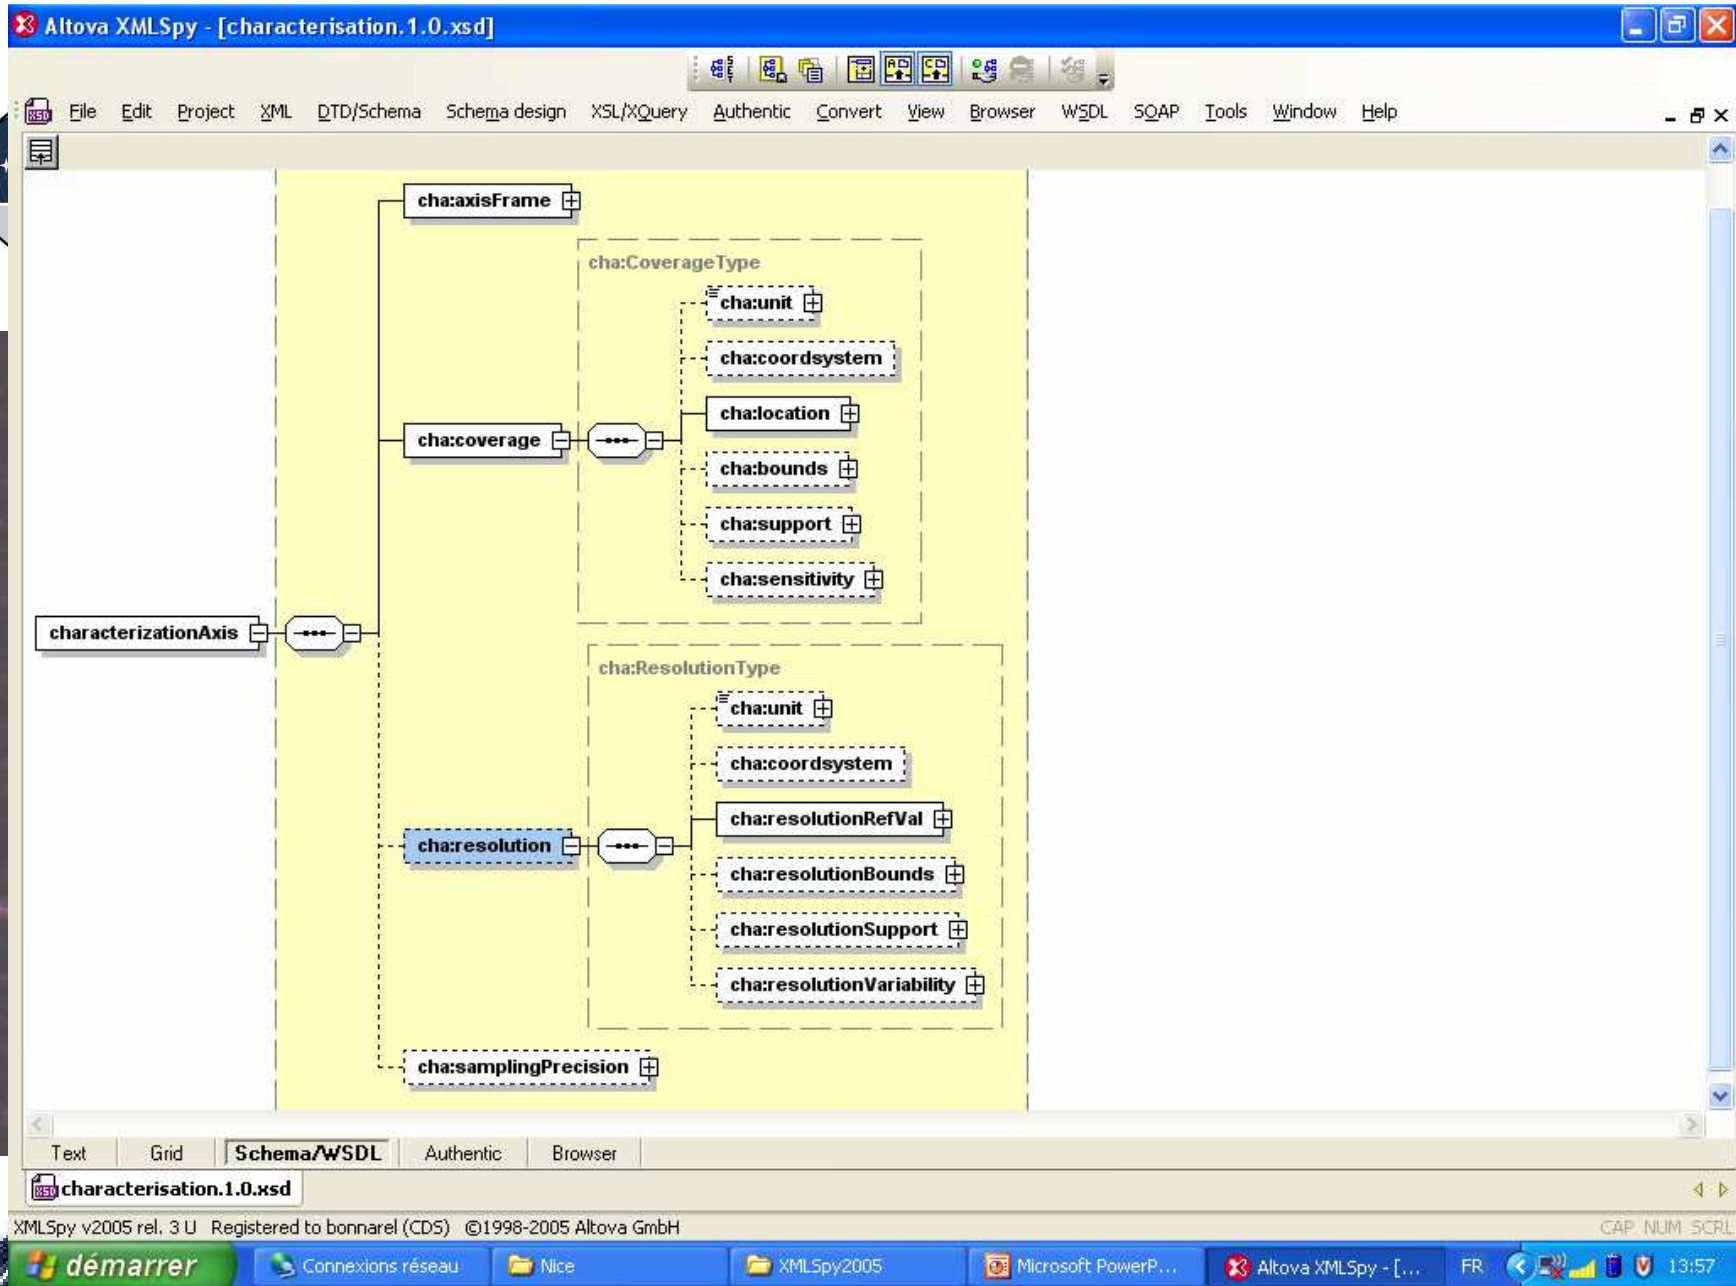 Altova XMLSpy - [characterisation.1.0.xsd]
File Edit Project XML DTD/Schema Schema design XSL/XQuery Authentic Convert View Browser WSDL SOAP Tools Window Help
cha:axisFrame
cha:CoverageType
cha:unit
cha:coordsystem
cha:location
cha:coverage
cha:bounds
cha:support
cha:sensitivity
characterizationAxis
cha:ResolutionType
cha:unit
cha:coordsystem
cha:resolutionRefVal
cha:resolution
cha:resolutionBounds
cha:resolutionSupport
cha:resolutionVariability
cha:samplingPrecision
Text Grid Schema/WSDL Authentic Browser
characterisation.1.0.xsd
XMLSpy v2005 rel. 3 U Registered to bonnarel (CDS) ©1998-2005 Altova GmbH CAP NUM SCRL
démarrer Connexions réseau Nice XMLSpy2005 Microsoft PowerP... Altova XMLSpy - [... FR 13:57